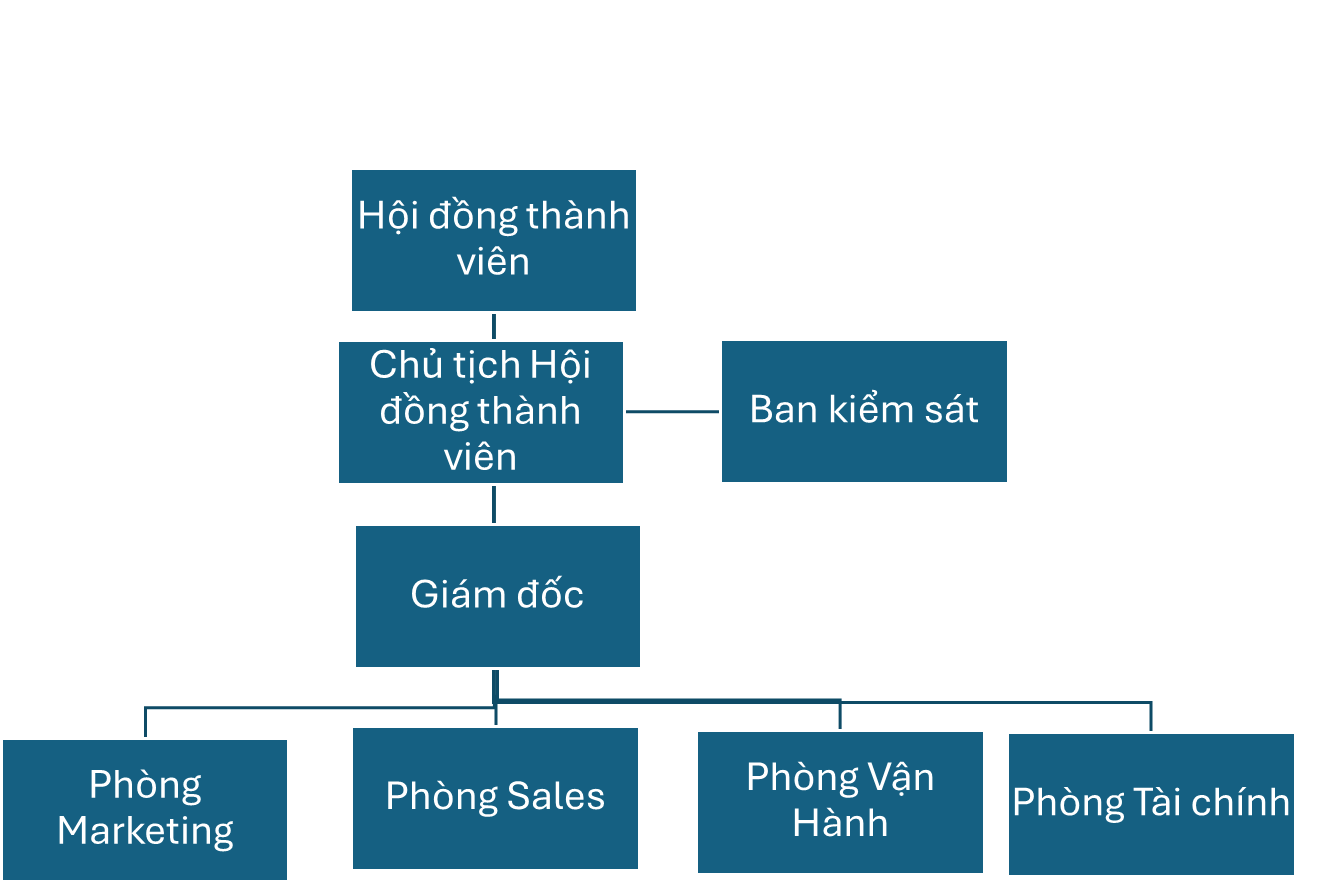 Hội đồng thành
viên
Chủ tịch Hội
đồng thành
viên
Ban kiểm sát
Giám đốc
Phòng
Marketing
Phòng Sales
Phòng Vận
Hành
Phòng Tài chính